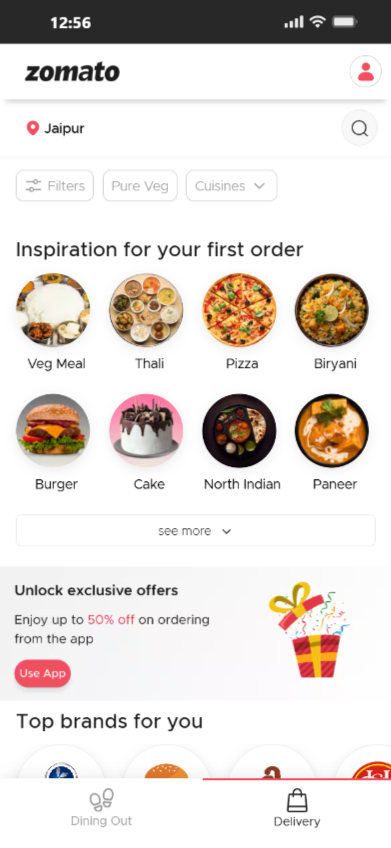 12:56
zomato
Jaipur
Filters Pure Veg Cuisines
Inspiration for your first order
Veg Meal Thali Pizza Biryani
Burger Cake North Indian Paneer
see more
Unlock exclusive offers
Enjoy up to 50% off on ordering
from the app
Use App
Top brands for you
Dining Out Delivery